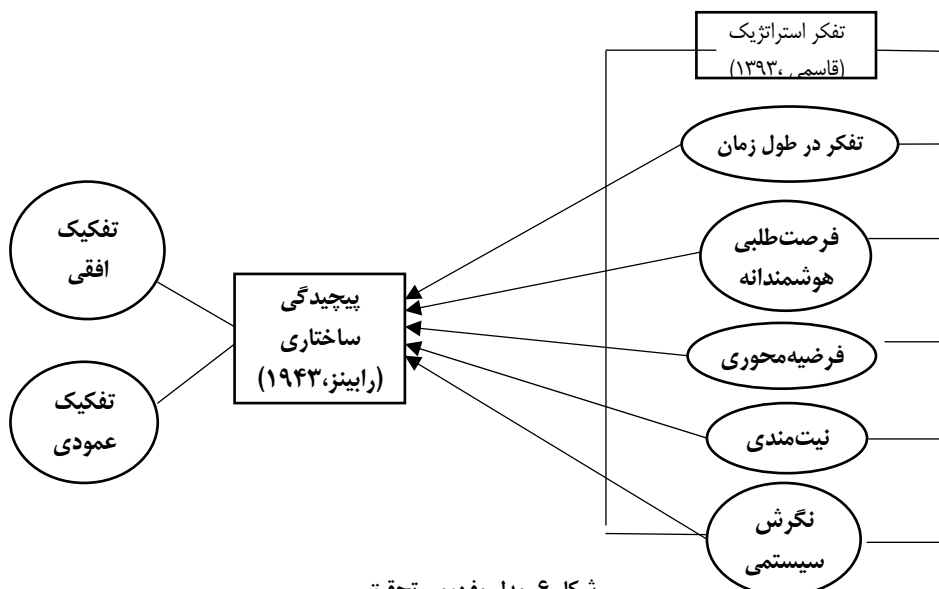 تفکر استراتژیک
(قاسمی ،۱۳۹۳)
تفکر در طول زمان
فرصت‌طلبی
هوشمندانه
فرضیه‌محوری
نیت‌مندی
نگرش
سیستمی
پیچیدگی
ساختاری
(رابینز،۱۹۴۳)
تفکیک
افقی
تفکیک
عمودی